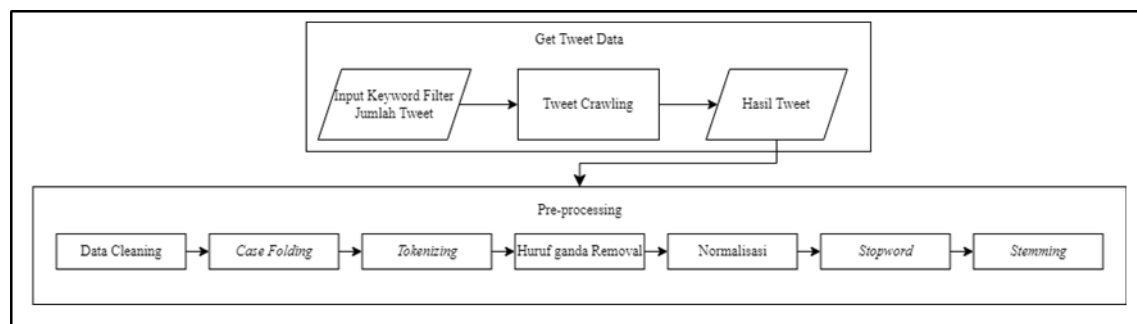 Get Tweet Data
Input Keyword Filter
Jumlah Tweet
Tweet Crawling
Hasil Tweet
Pre-processing
Data Cleaning
Case Folding
Tokenizing
Huruf ganda Removal
Normalisasi
Stopword
Stemming